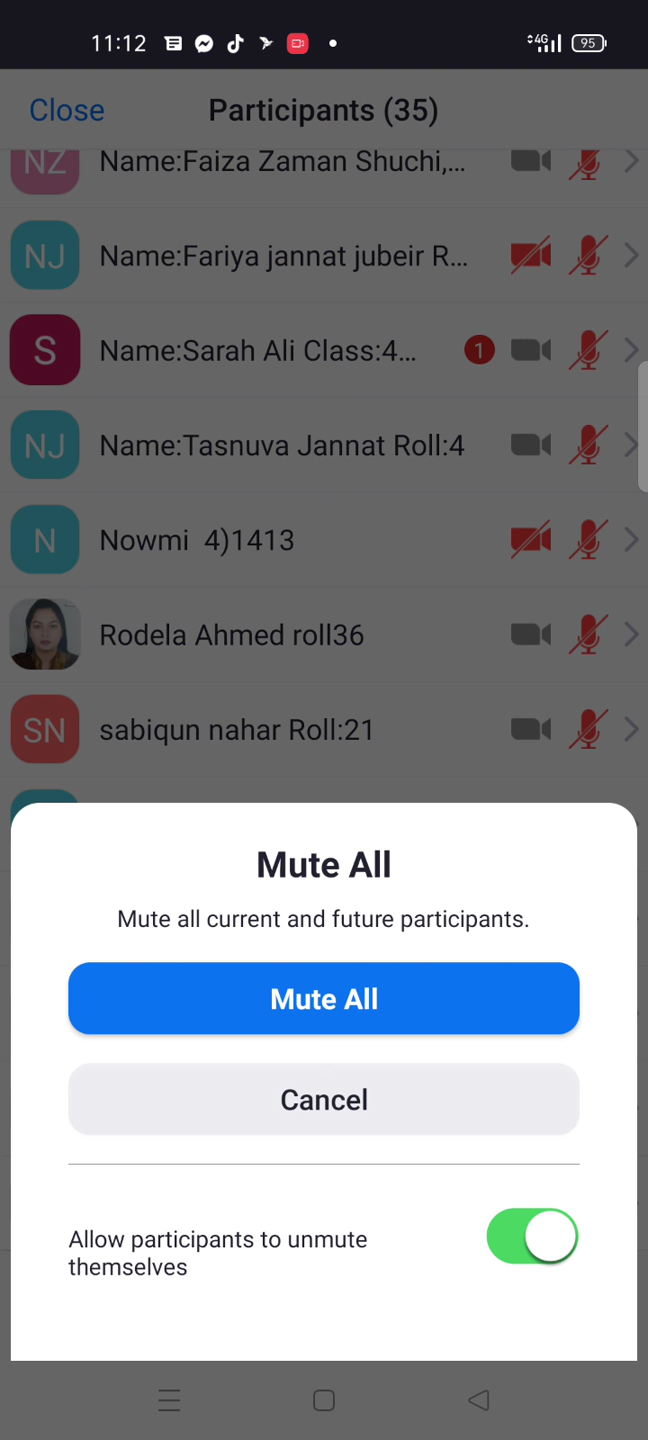 11:12 4G 95
Close Participants (35)
NZ Name:Faiza Zaman Shuchi,...
NJ Name:Fariya jannat jubeir R...
S Name:Sarah Ali Class:4... 1
NJ Name:Tasnuva Jannat Roll:4
N Nowmi 4)1413
Rodela Ahmed roll36
SN sabiqun nahar Roll:21
Mute All
Mute all current and future participants.
Mute All
Cancel
Allow participants to unmute
themselves